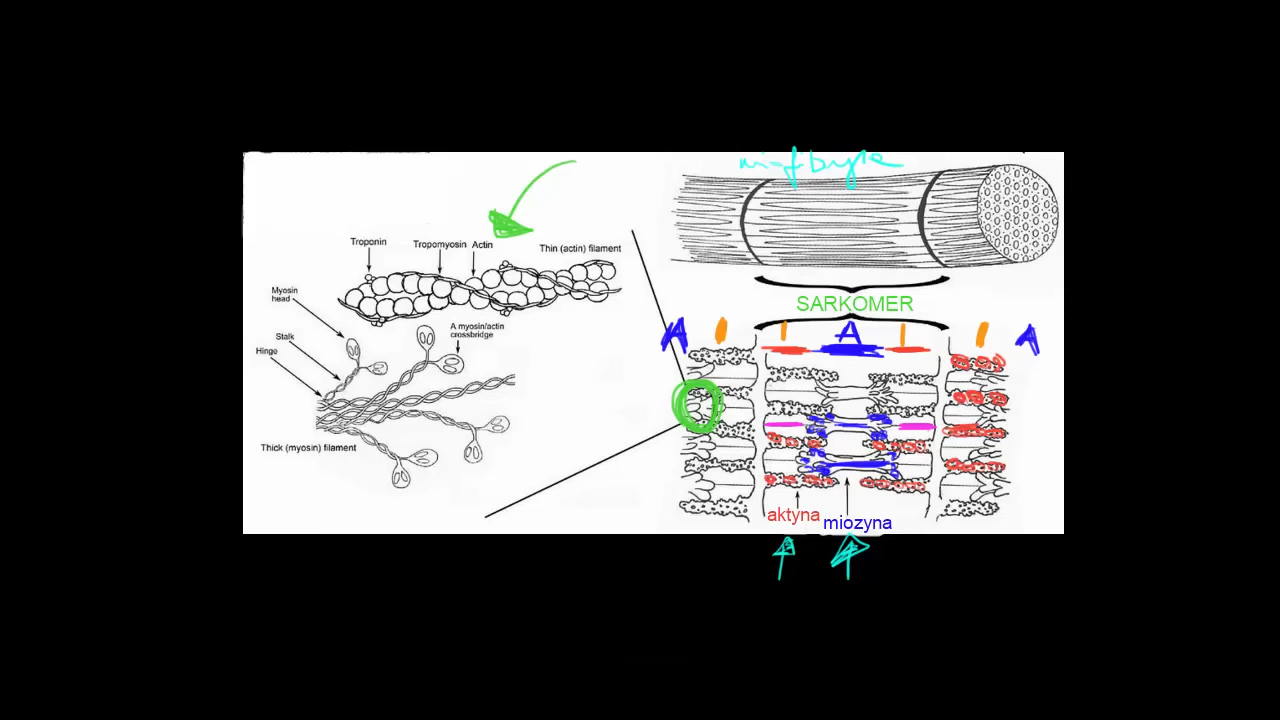 Troponin
Tropomyosin
Actin
Thin (actin) filament
Myosin
head
Stalk
Hinge
A myosin/actin
crossbridge
Thick (myosin) filament
SARKOMER
A I I A I I A
aktyna
miozyna